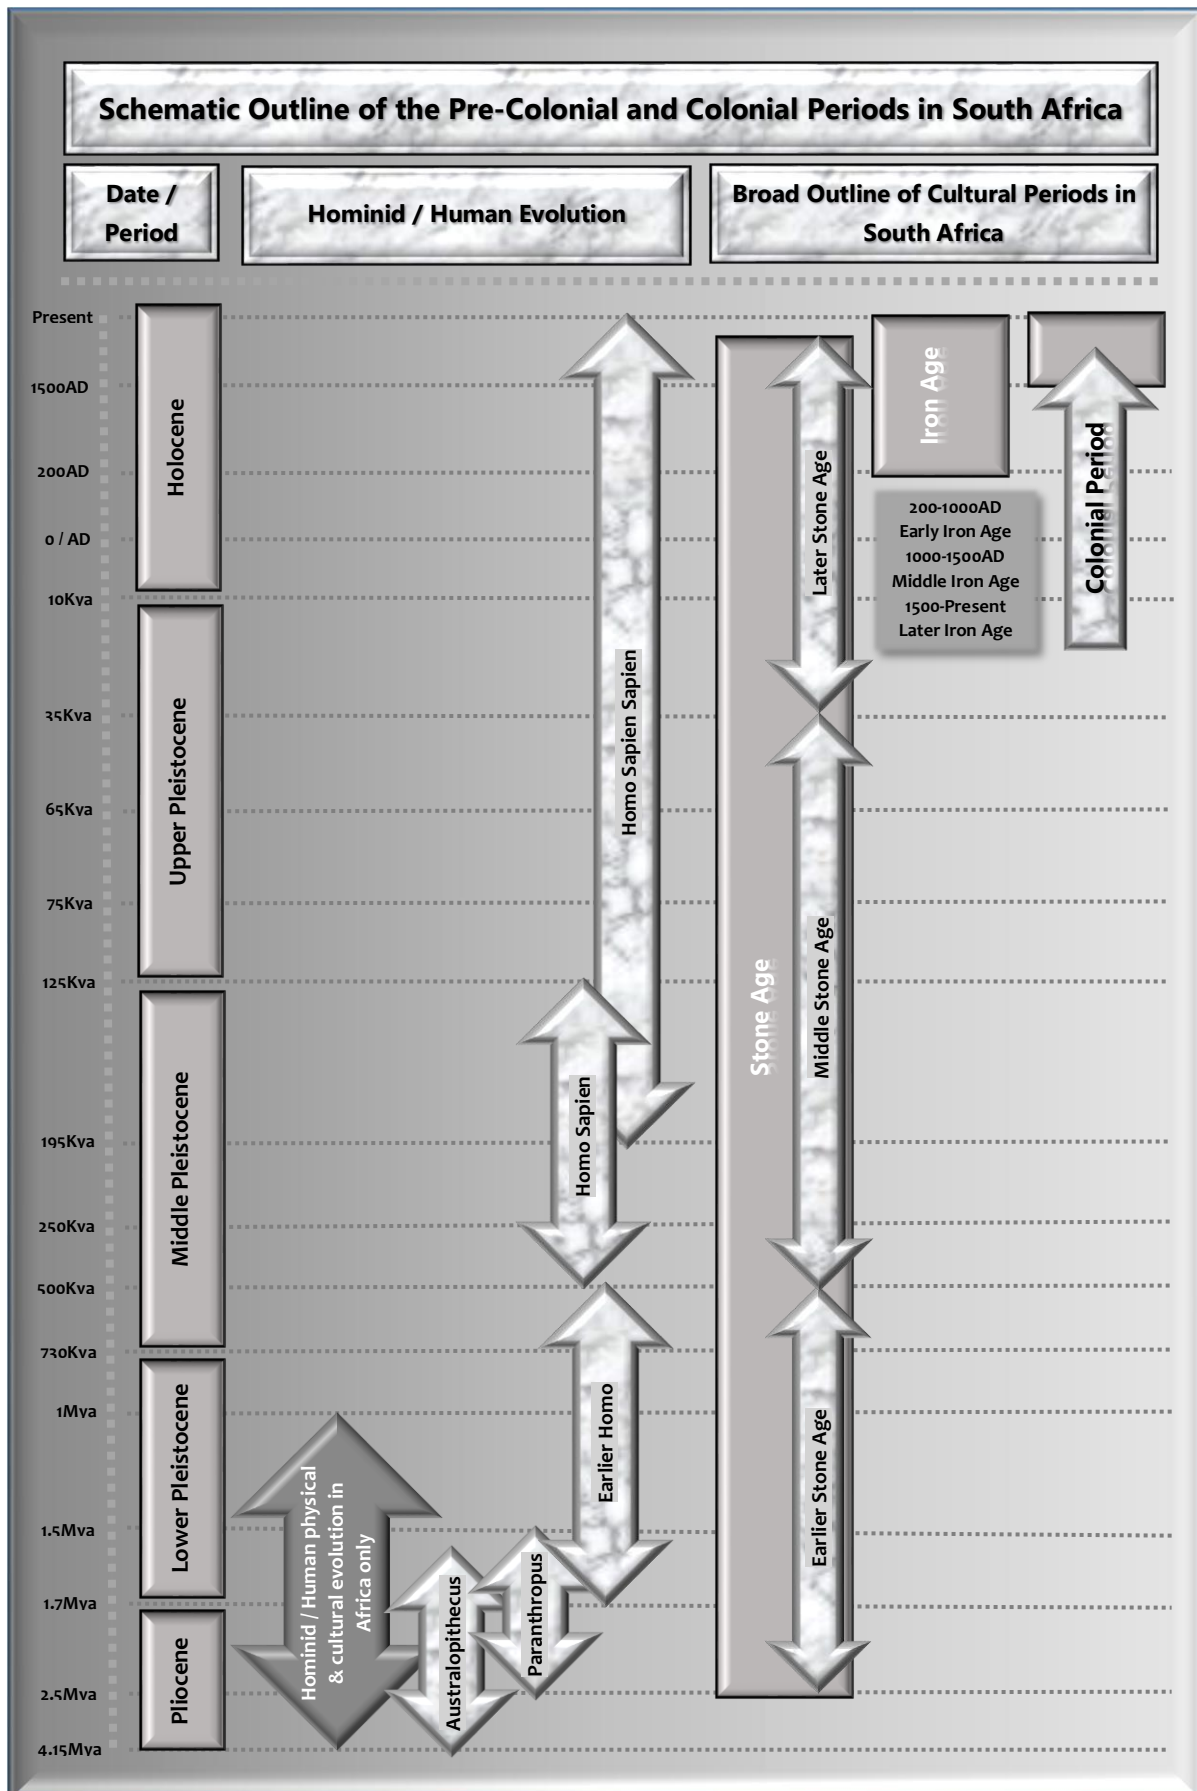 Schematic Outline of the Pre-Colonial and Colonial Periods in South Africa
Date /
Period
Hominid / Human Evolution
Broad Outline of Cultural Periods in
South Africa
Present
1500AD
200AD
0 / AD
10Kya
35Kya
65Kya
75Kya
125Kya
195Kya
250Kya
500Kya
730Kya
1Mya
1.5Mya
1.7Mya
2.5Mya
4.15Mya
Holocene
Upper Pleistocene
Middle Pleistocene
Lower Pleistocene
Pliocene
Hominid / Human physical
& cultural evolution in
Africa only
Australopithecus
Paranthropus
Earlier Homo
Homo Sapien
Homo Sapien Sapien
Stone Age
Later Stone Age
Middle Stone Age
Earlier Stone Age
Iron Age
200-1000AD
Early Iron Age
1000-1500AD
Middle Iron Age
1500-Present
Later Iron Age
Colonial Period